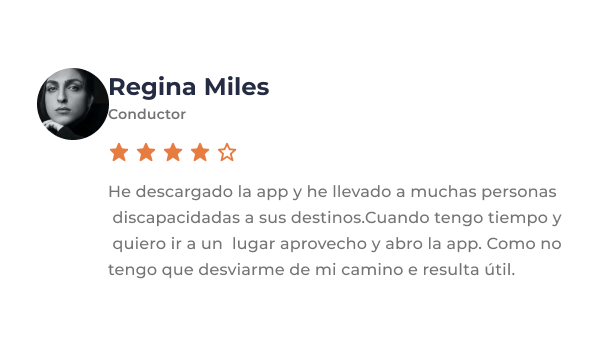 Regina Miles
Conductor
He descargado la app y he llevado a muchas personas
discapacidadas a sus destinos.Cuando tengo tiempo y
quiero ir a un  lugar aprovecho y abro la app. Como no
tengo que desviarme de mi camino e resulta útil.